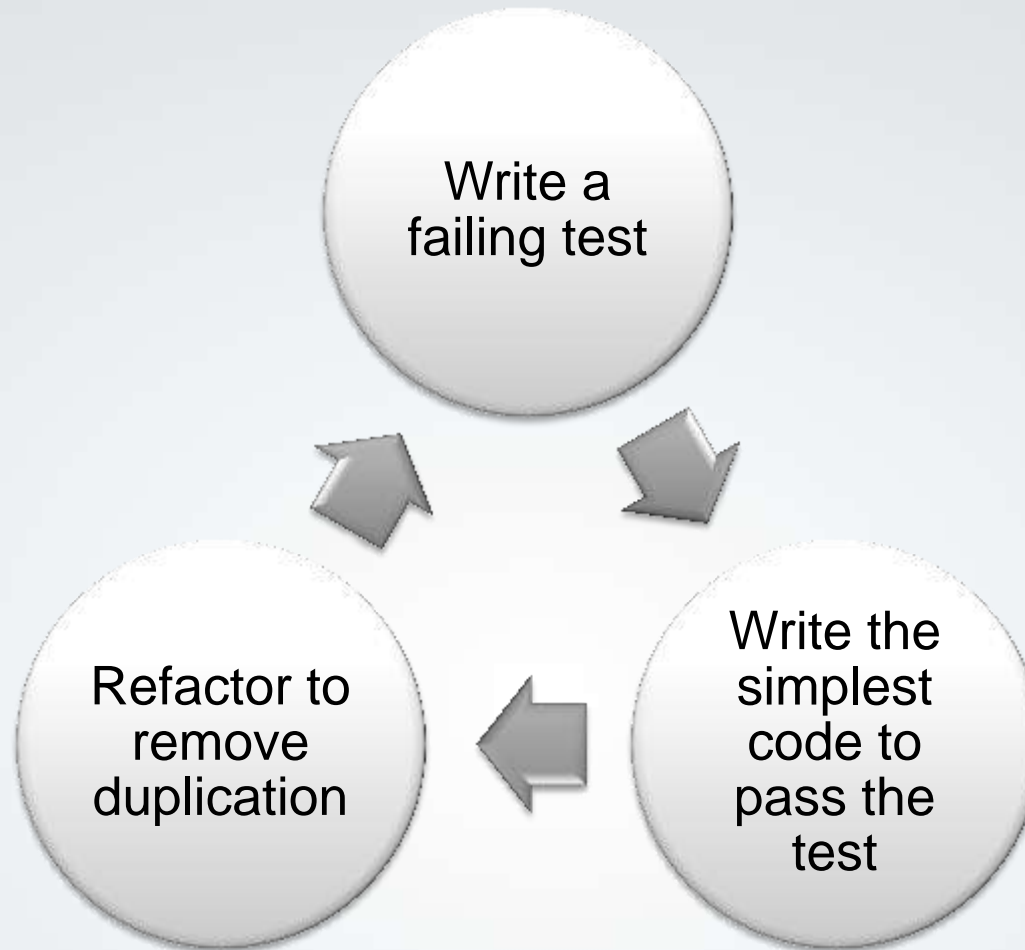 Write a
failing test
Write the
simplest
code to
pass the
test
Refactor to
remove
duplication